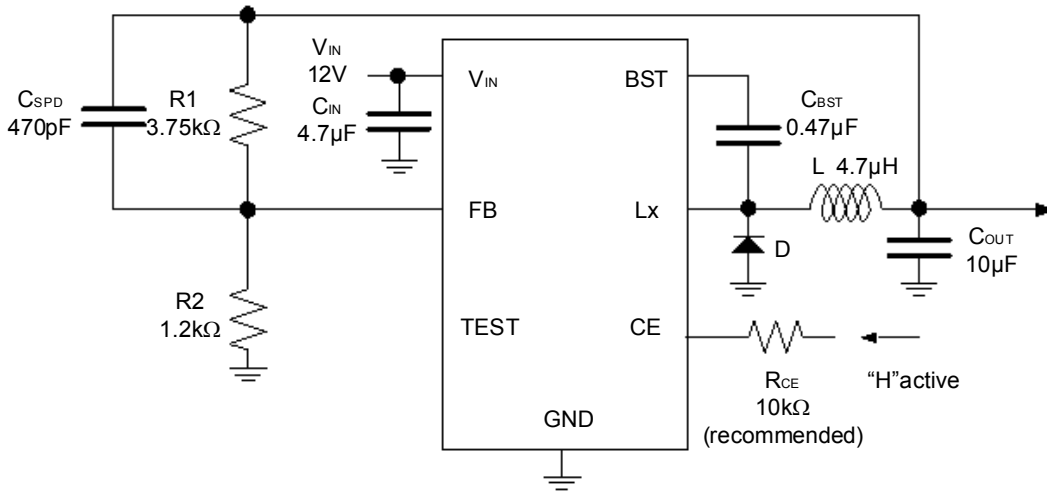 CSPD
470pF
R1
3.75kΩ
VIN
12V
CIN
4.7µF
VIN
BST
CBST
0.47µF
L 4.7µH
FB
Lx
D
COUT
10µF
R2
1.2kΩ
TEST
CE
RCE
10kΩ
(recommended)
“H”active
GND